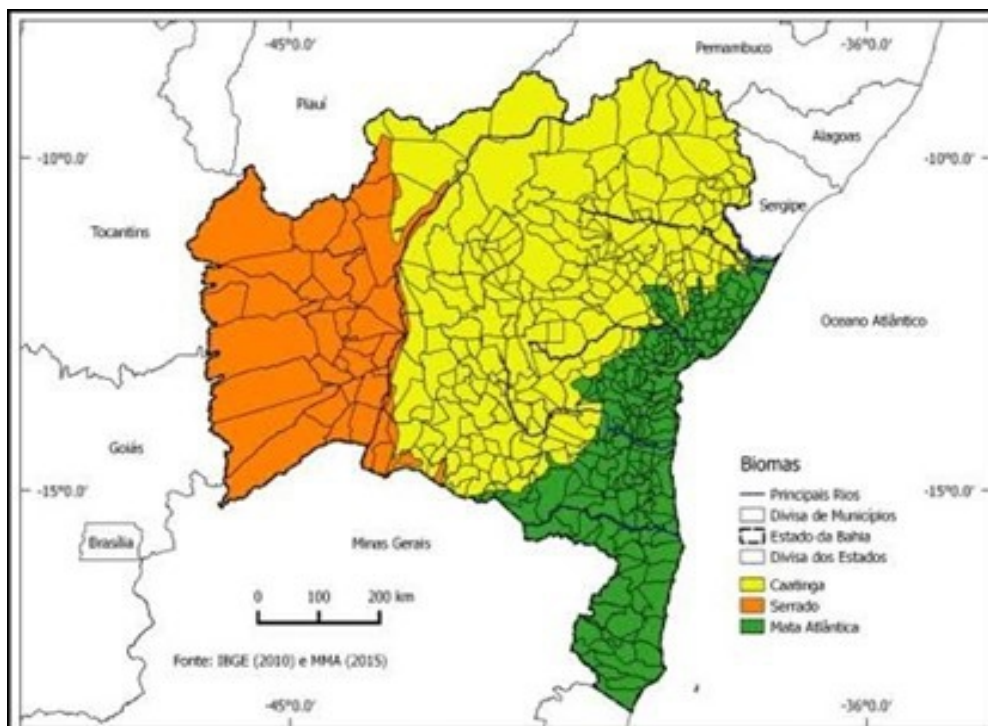 -45°0.0'
-36°0.0'
Pernambuco
Piauí
Alagoas
-10°0.0'
-10°0.0'
Sergipe
Tocantins
Oceano Atlântico
Goiás
Biomas
Principais Rios
-15°0.0'
-15°0.0'
Divisa de Municípios
Brasília
Minas Gerais
Estado da Bahia
Divisa dos Estados
Caatinga
0 100 200 km
Serrado
Mata Atlântica
Fonte: IBGE (2010) e MMA (2015)
-45°0.0'
-36°0.0'